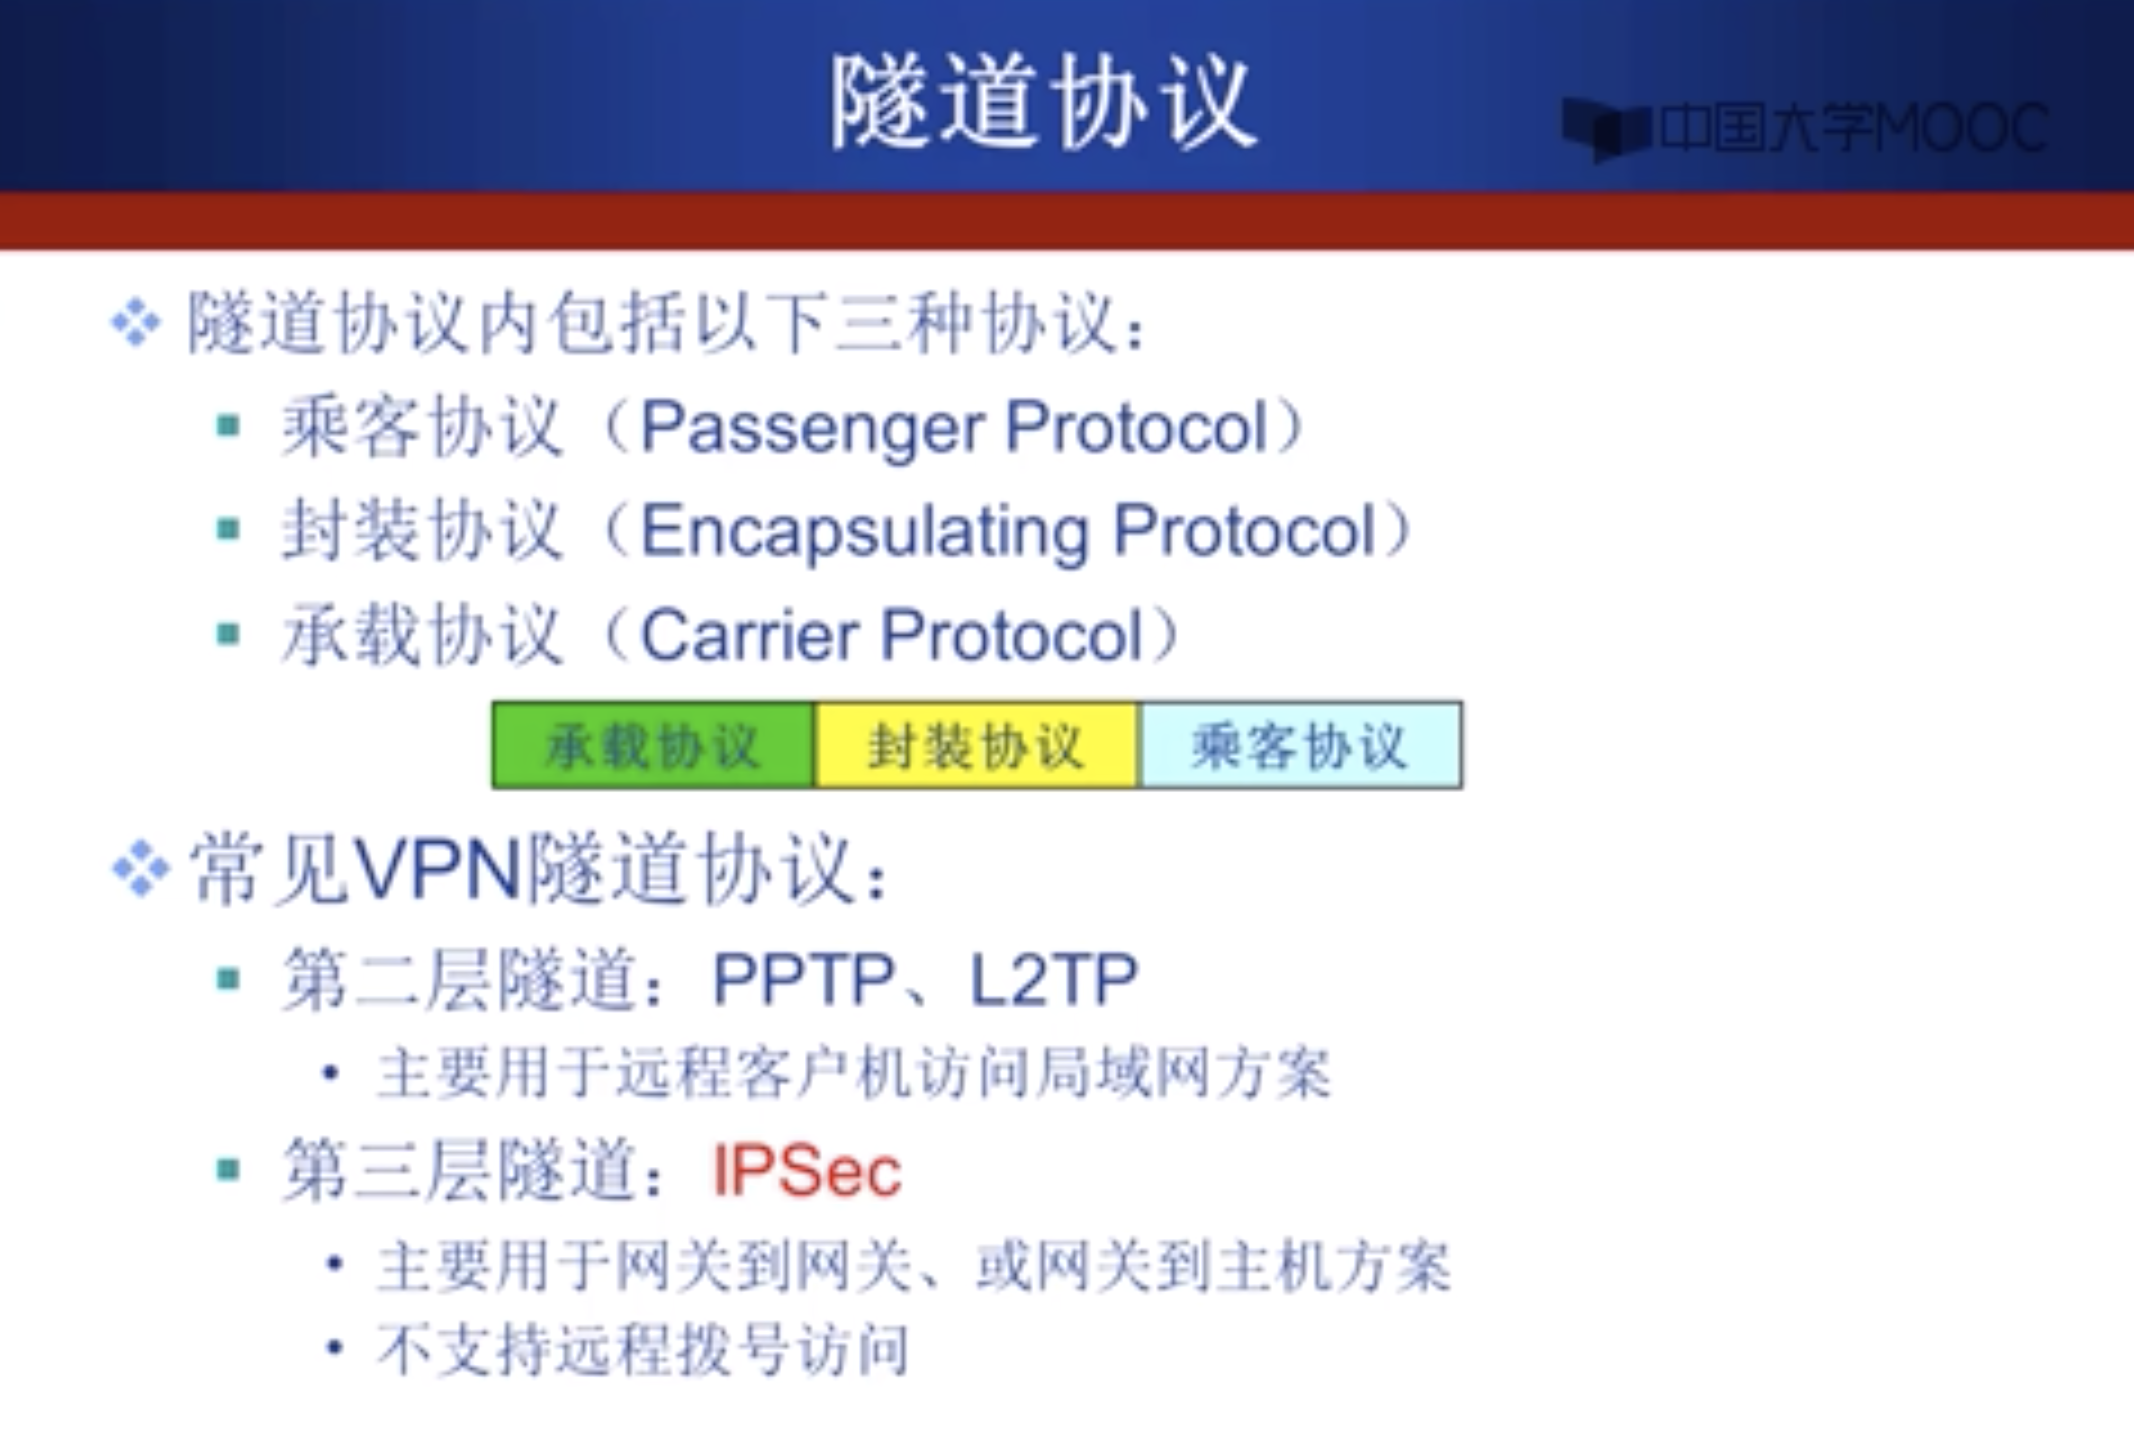 隧道协议
中国大学MOOC
隧道协议内包括以下三种协议：
乘客协议（Passenger Protocol）
封装协议（Encapsulating Protocol）
承载协议（Carrier Protocol）
承载协议 封装协议 乘客协议
常见VPN隧道协议：
第二层隧道：PPTP、L2TP
主要用于远程客户机访问局域网方案
第三层隧道：IPSec
主要用于网关到网关、或网关到主机方案
不支持远程拨号访问